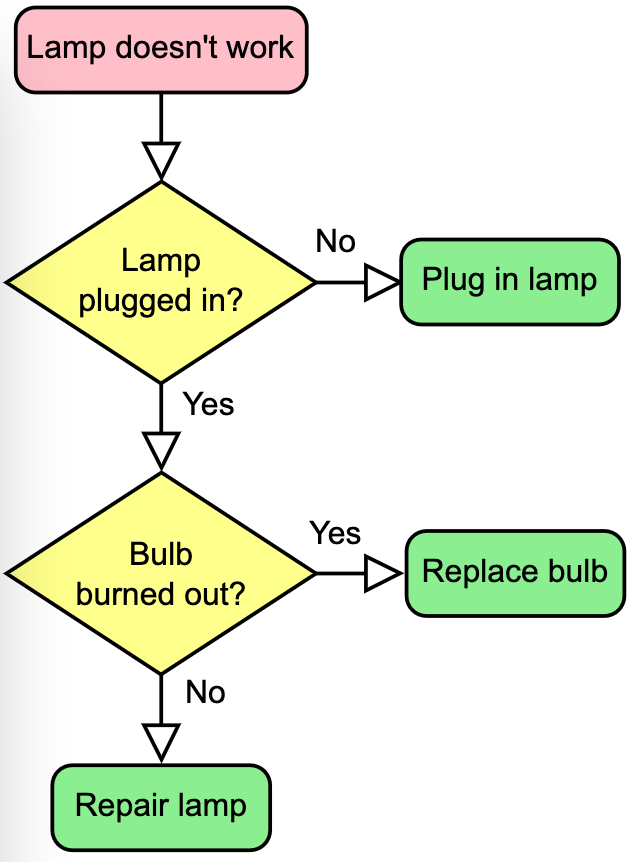 Lamp doesn't work
Lamp
plugged in?
No
Plug in lamp
Yes
Bulb
burned out?
Yes
Replace bulb
No
Repair lamp